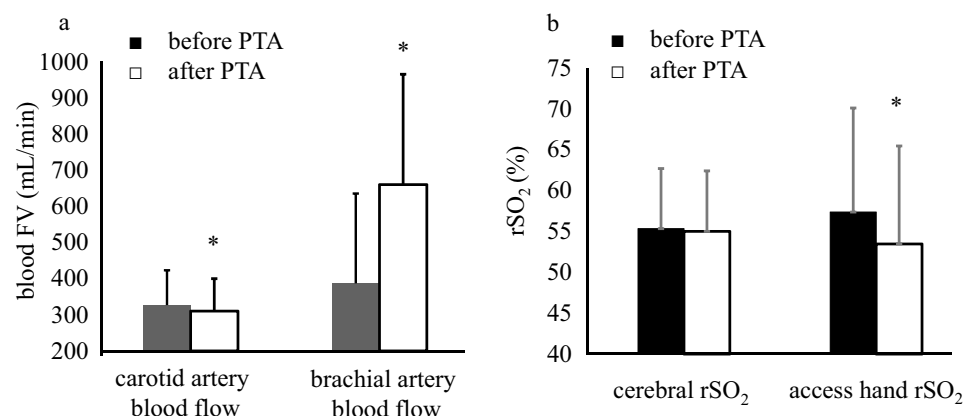 a
before PTA
after PTA
blood FV (mL/min)
1000
900
800
700
600
500
400
300
200
*
*
carotid artery
blood flow
brachial artery
blood flow
b
before PTA
after PTA
rSO₂ (%)
75
70
65
60
55
50
45
40
*
cerebral rSO₂
access hand rSO₂